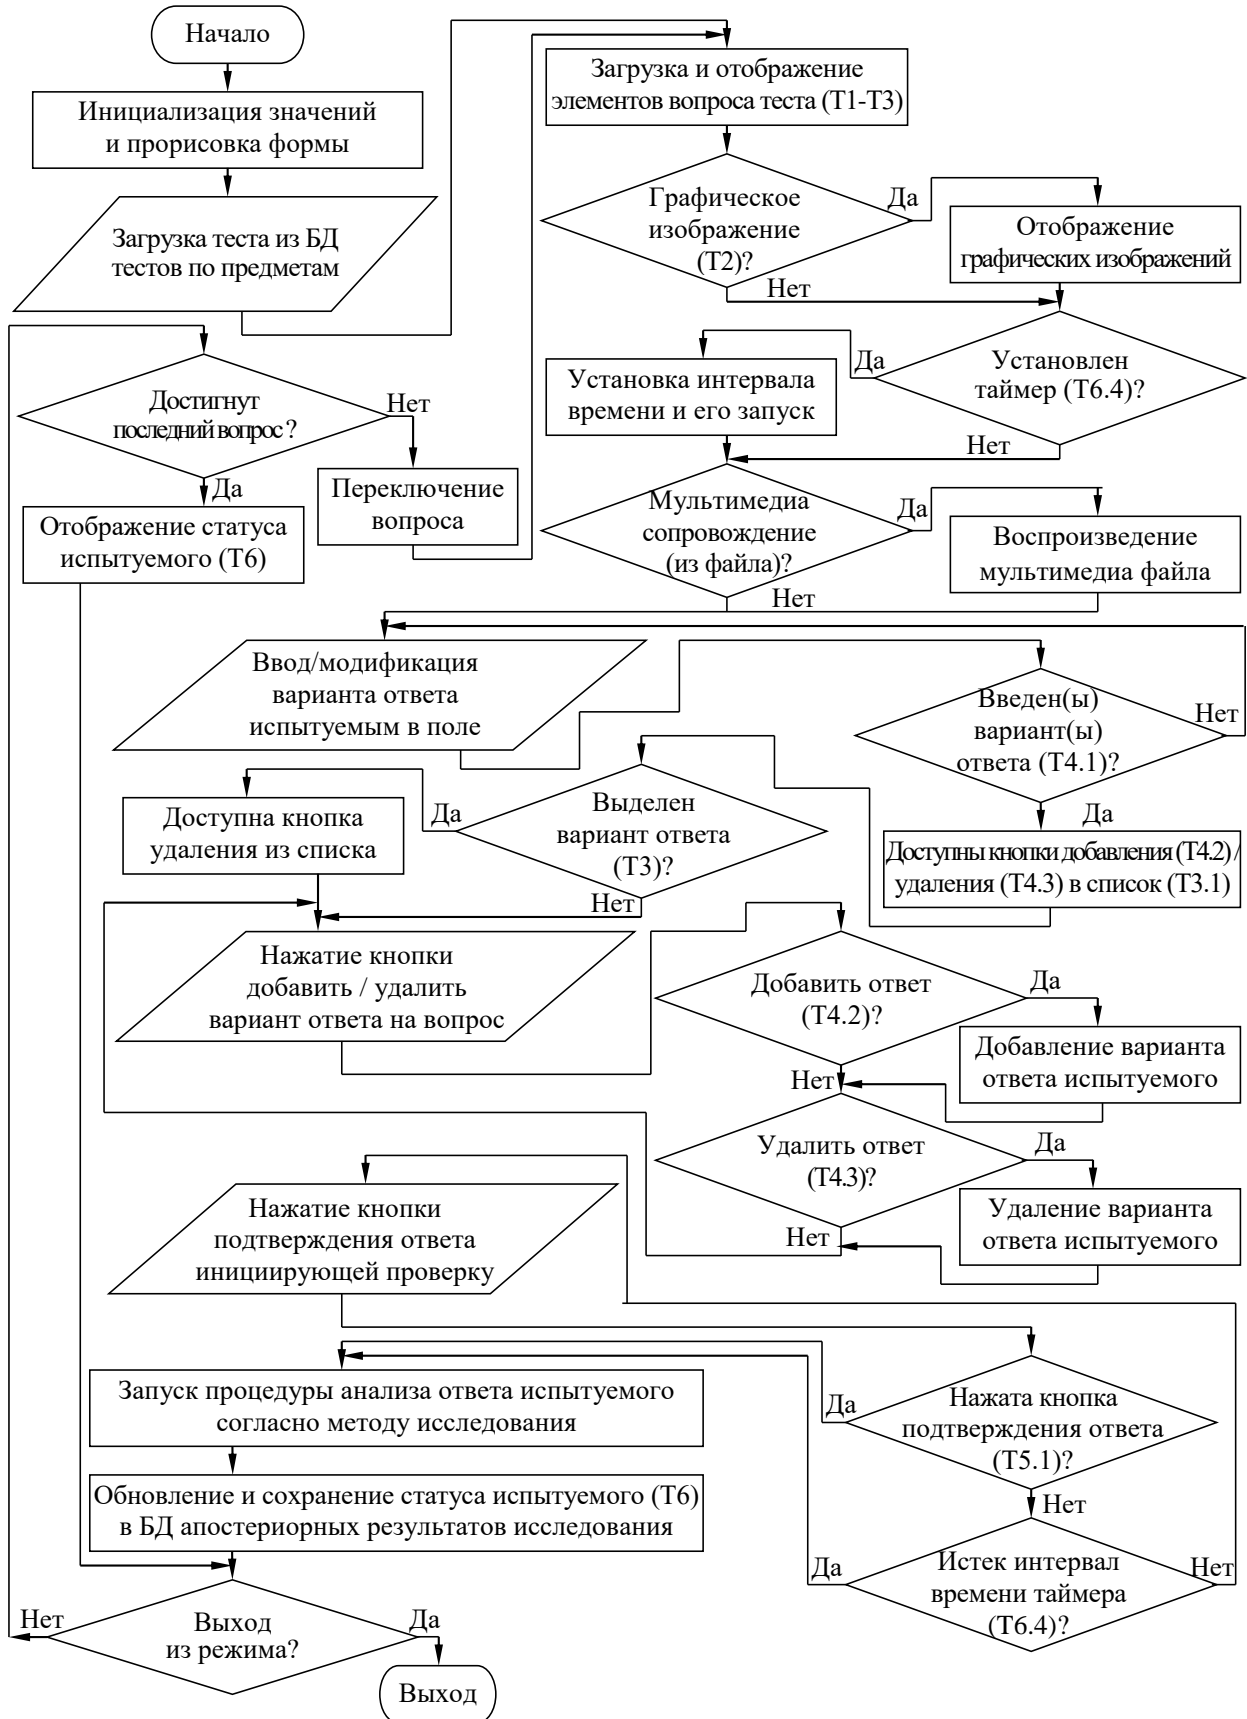 Начало
Инициализация значений
и прорисовка формы
Загрузка теста из БД
тестов по предметам
Достигнут
последний вопрос?
Нет
Да
Переключение
вопроса
Отображение статуса
испытуемого (Т6)
Загрузка и отображение
элементов вопроса теста (Т1-Т3)
Графическое
изображение
(Т2)?
Да
Нет
Отображение
графических изображений
Установлен
таймер (Т6.4)?
Да
Нет
Установка интервала
времени и его запуск
Мультимедиа
сопровождение
(из файла)?
Да
Нет
Воспроизведение
мультимедиа файла
Ввод/модификация
варианта ответа
испытуемым в поле
Введен(ы)
вариант(ы)
ответа (Т4.1)?
Нет
Да
Доступны кнопки добавления (Т4.2) /
удаления (Т4.3) в список (Т3.1)
Выделен
вариант ответа
(Т3)?
Да
Нет
Доступна кнопка
удаления из списка
Нажатие кнопки
добавить / удалить
вариант ответа на вопрос
Добавить ответ
(Т4.2)?
Да
Нет
Добавление варианта
ответа испытуемого
Удалить ответ
(Т4.3)?
Да
Нет
Удаление варианта
ответа испытуемого
Нажатие кнопки
подтверждения ответа
инициирующей проверку
Нажата кнопка
подтверждения ответа
(Т5.1)?
Да
Нет
Запуск процедуры анализа ответа испытуемого
согласно методу исследования
Обновление и сохранение статуса испытуемого (Т6)
в БД апостериорных результатов исследования
Истек интервал
времени таймера
(Т6.4)?
Да
Нет
Выход
из режима?
Нет
Да
Выход